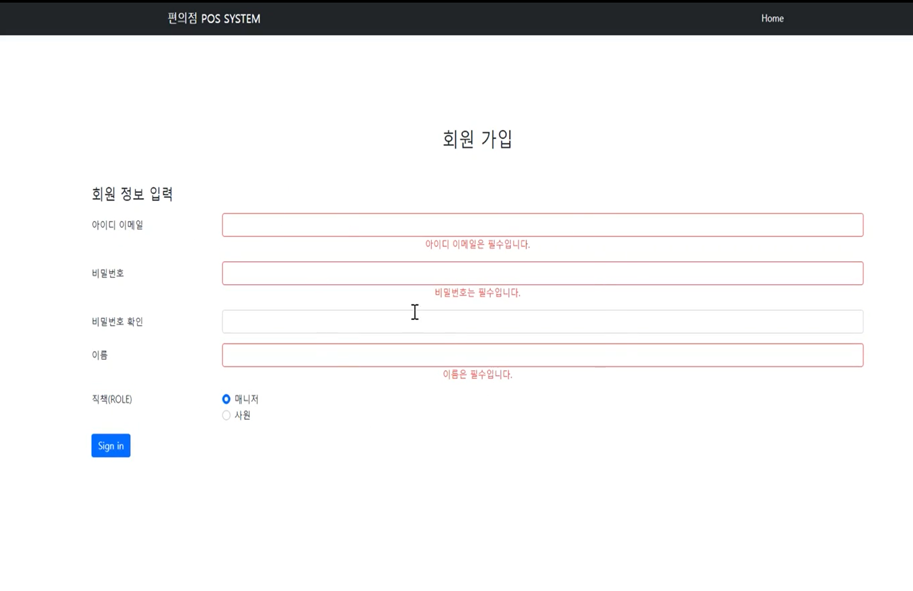 편의점 POS SYSTEM
Home
회원 가입
회원 정보 입력
아이디 이메일
아이디 이메일은 필수입니다.
비밀번호
비밀번호는 필수입니다.
비밀번호 확인
이름
이름은 필수입니다.
직책(ROLE)
매니저
사원
Sign in